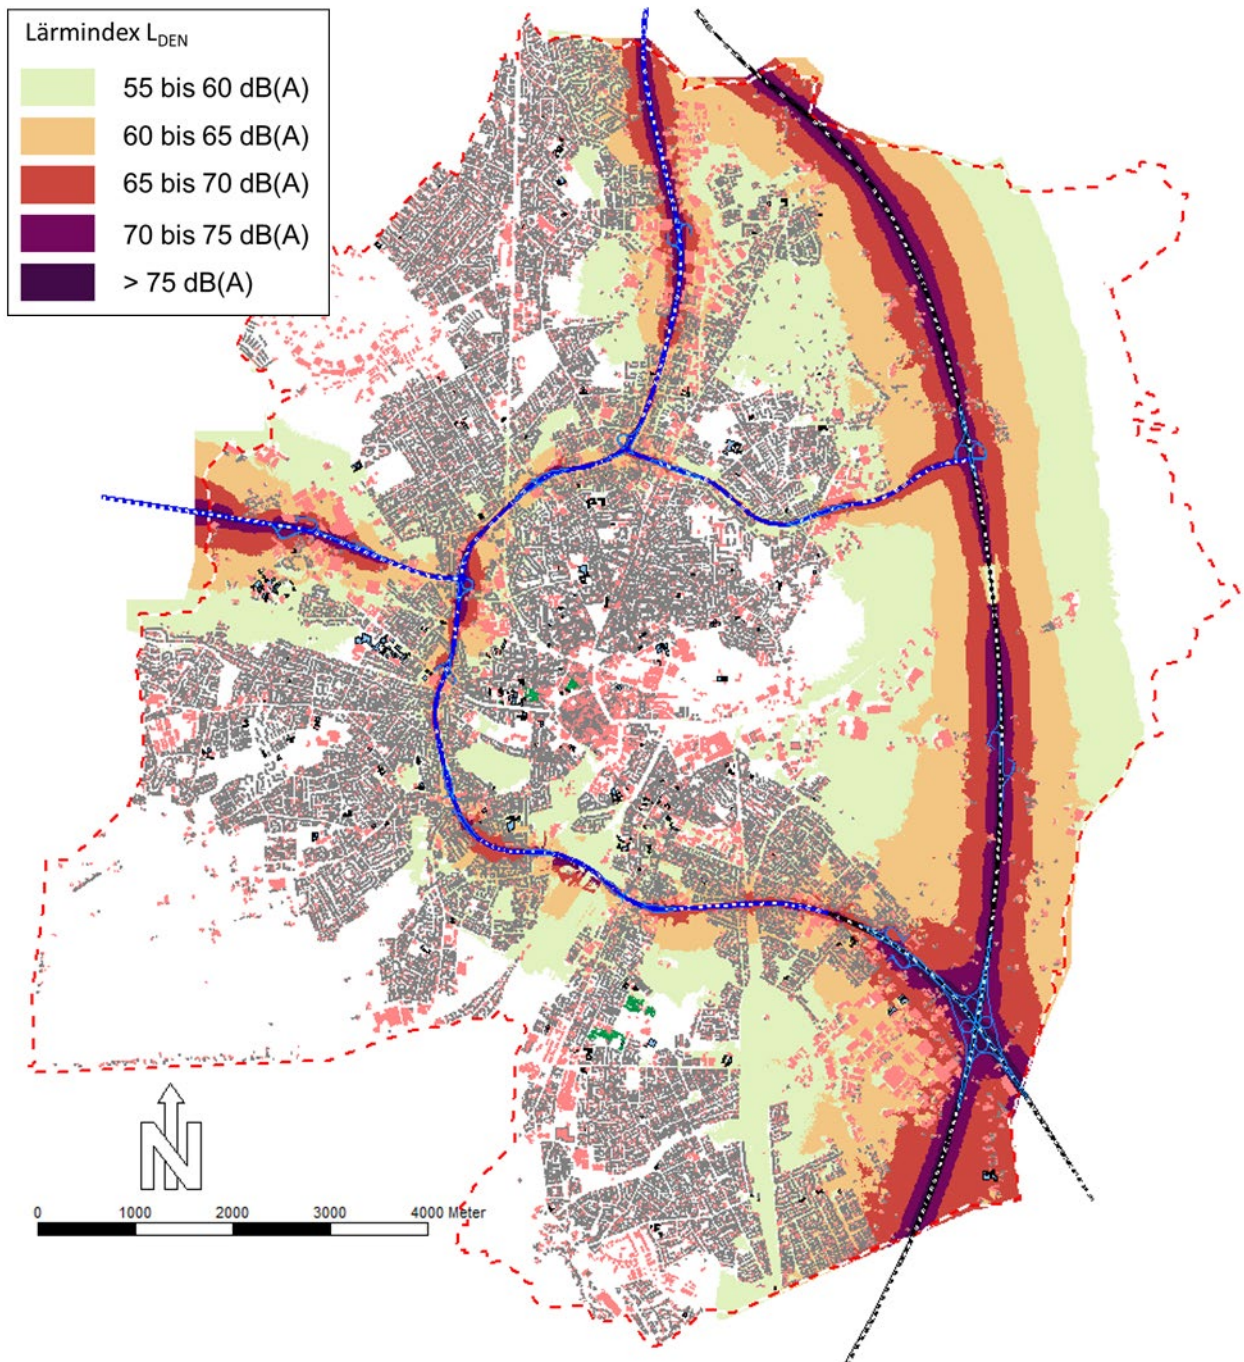 Lärmindex L_DEN
55 bis 60 dB(A)
60 bis 65 dB(A)
65 bis 70 dB(A)
70 bis 75 dB(A)
> 75 dB(A)
N
0 1000 2000 3000 4000 Meter